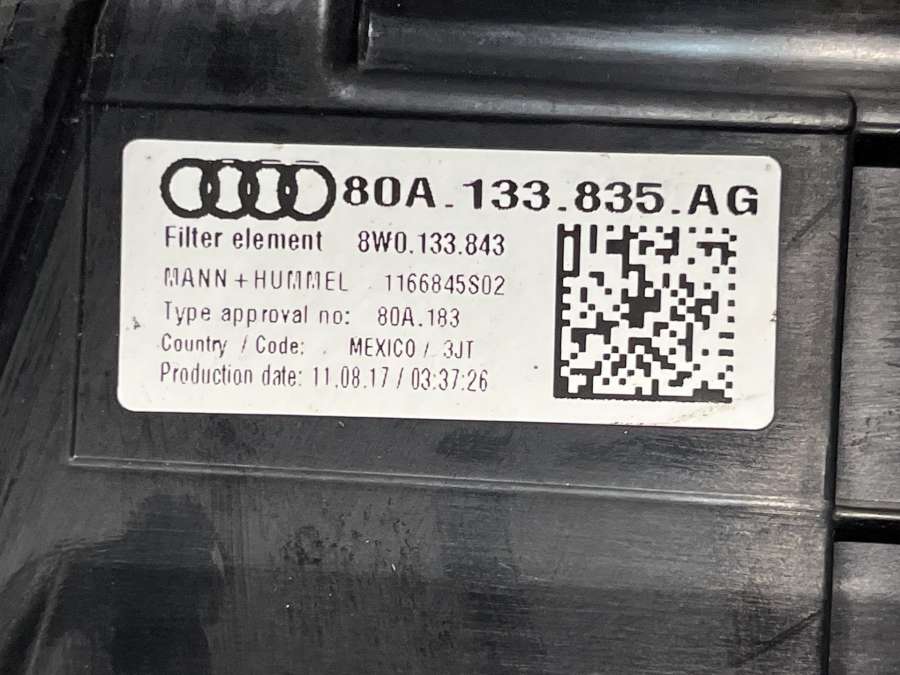 80A.133.835.AG
Filter element 8W0.133.843
MANN+HUMMEL 1166845S02
Type approval no: 80A.183
Country / Code: MEXICO / 3JT
Production date: 11.08.17 / 03:37:26